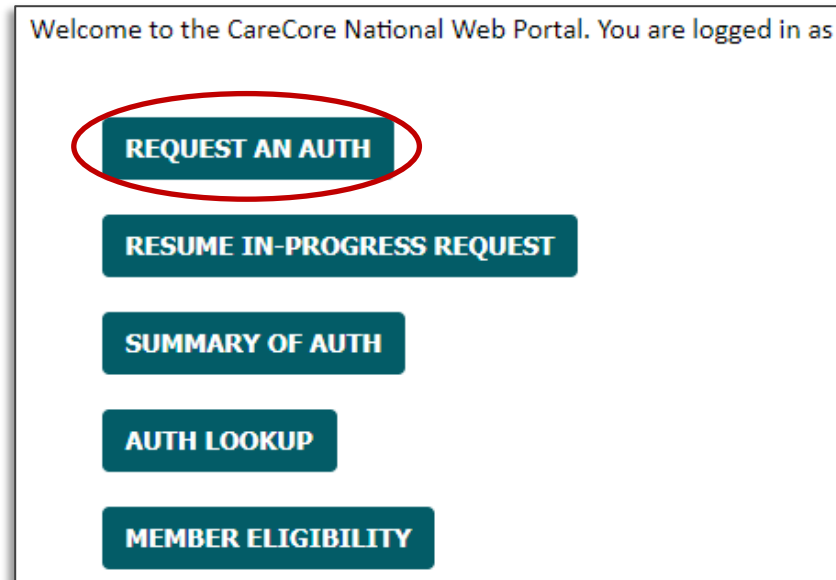 Welcome to the CareCore National Web Portal. You are logged in as
REQUEST AN AUTH
RESUME IN-PROGRESS REQUEST
SUMMARY OF AUTH
AUTH LOOKUP
MEMBER ELIGIBILITY